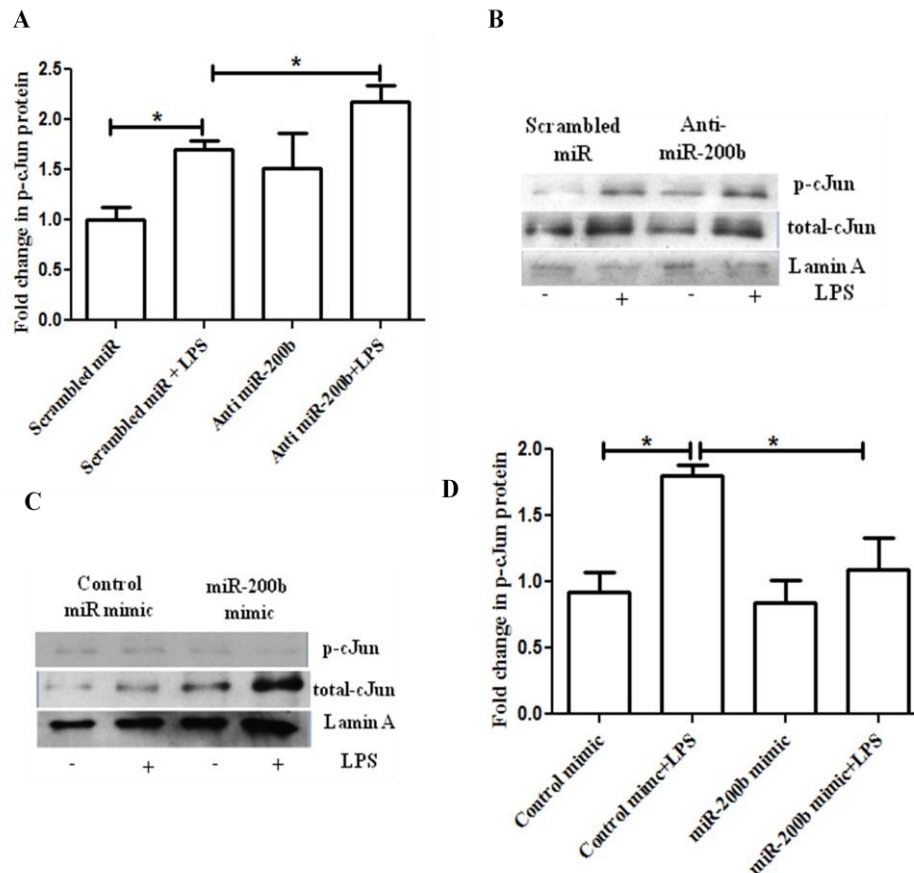 A
Fold change in p-cJun protein
2.5
2.0
1.5
1.0
0.5
0.0
*
*
Scrambled miR
Scrambled miR + LPS
Anti miR-200b
Anti miR-200b+LPS
B
Scrambled
miR
Anti-
miR-200b
p-cJun
total-cJun
Lamin A
- + - + LPS
C
Control
miR mimic
miR-200b
mimic
p-cJun
total-cJun
Lamin A
- + - + LPS
D
Fold change in p-cJun protein
2.0
1.5
1.0
0.5
0.0
*
*
Control mimic
Control mimc+LPS
miR-200b mimic
miR-200b mimic+LPS